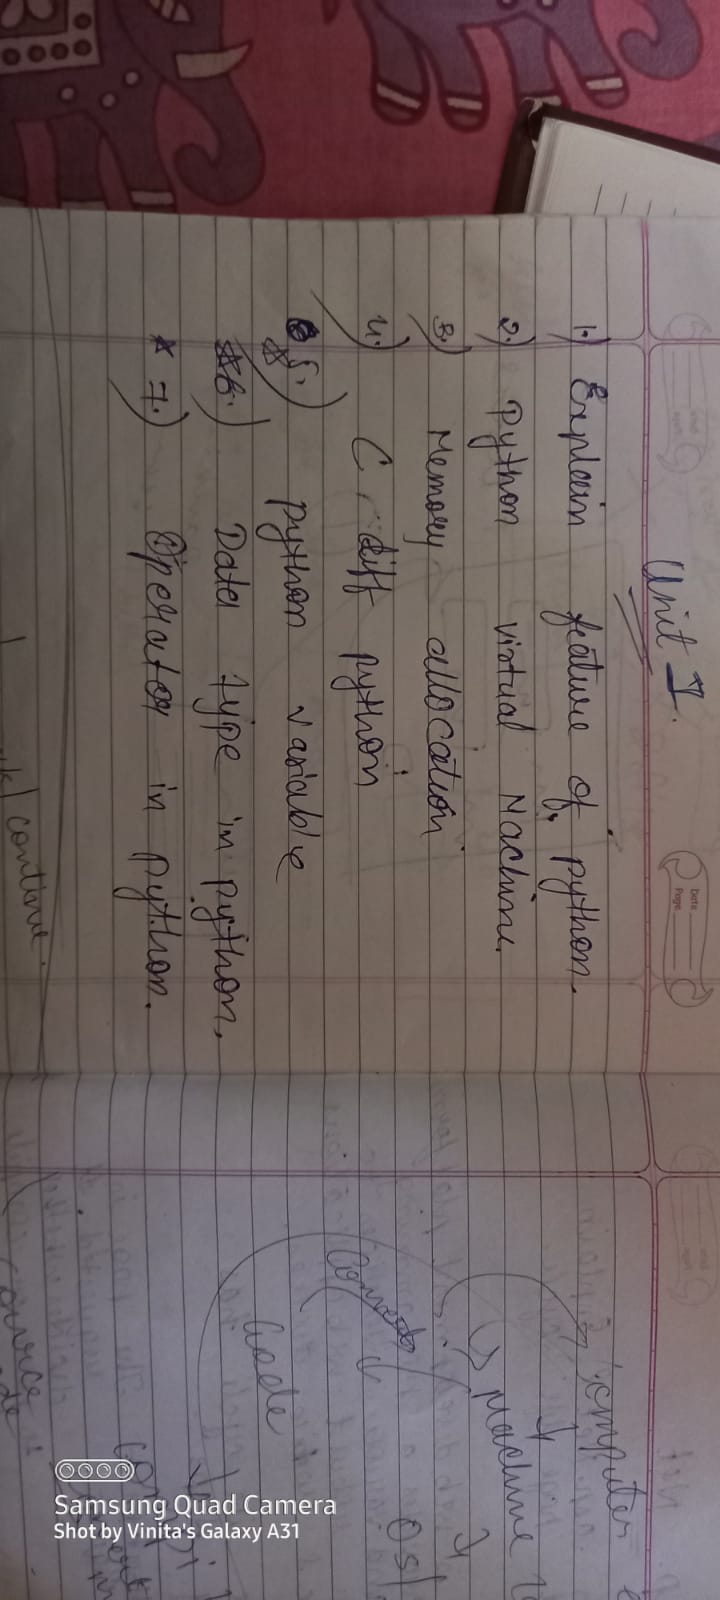 Unit I.
1.) Explain feature of python.
2.) Python virtual Machine.
3.) Memory allocation
4.) C diff python
5.) python variable
6.) Data type in python.
* 7.) Operator in Python.
continue.
Date
Page
computer
Machine
OS
Code
source
Samsung Quad Camera
Shot by Vinita's Galaxy A31